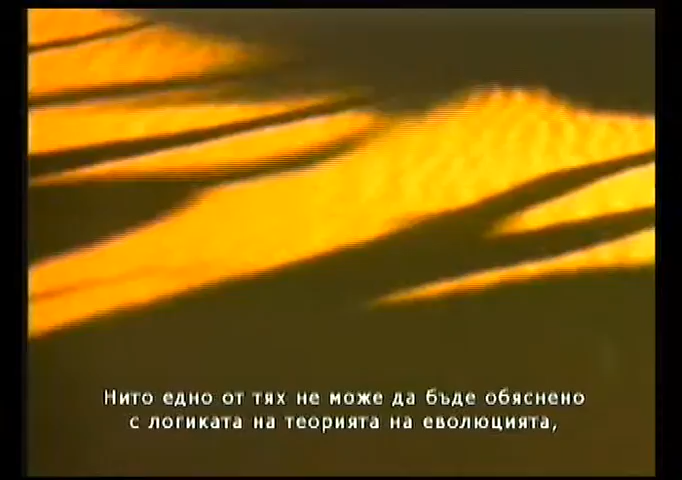 Нито едно от тях не може да бъде обяснено
с логиката на теорията на еволюцията,